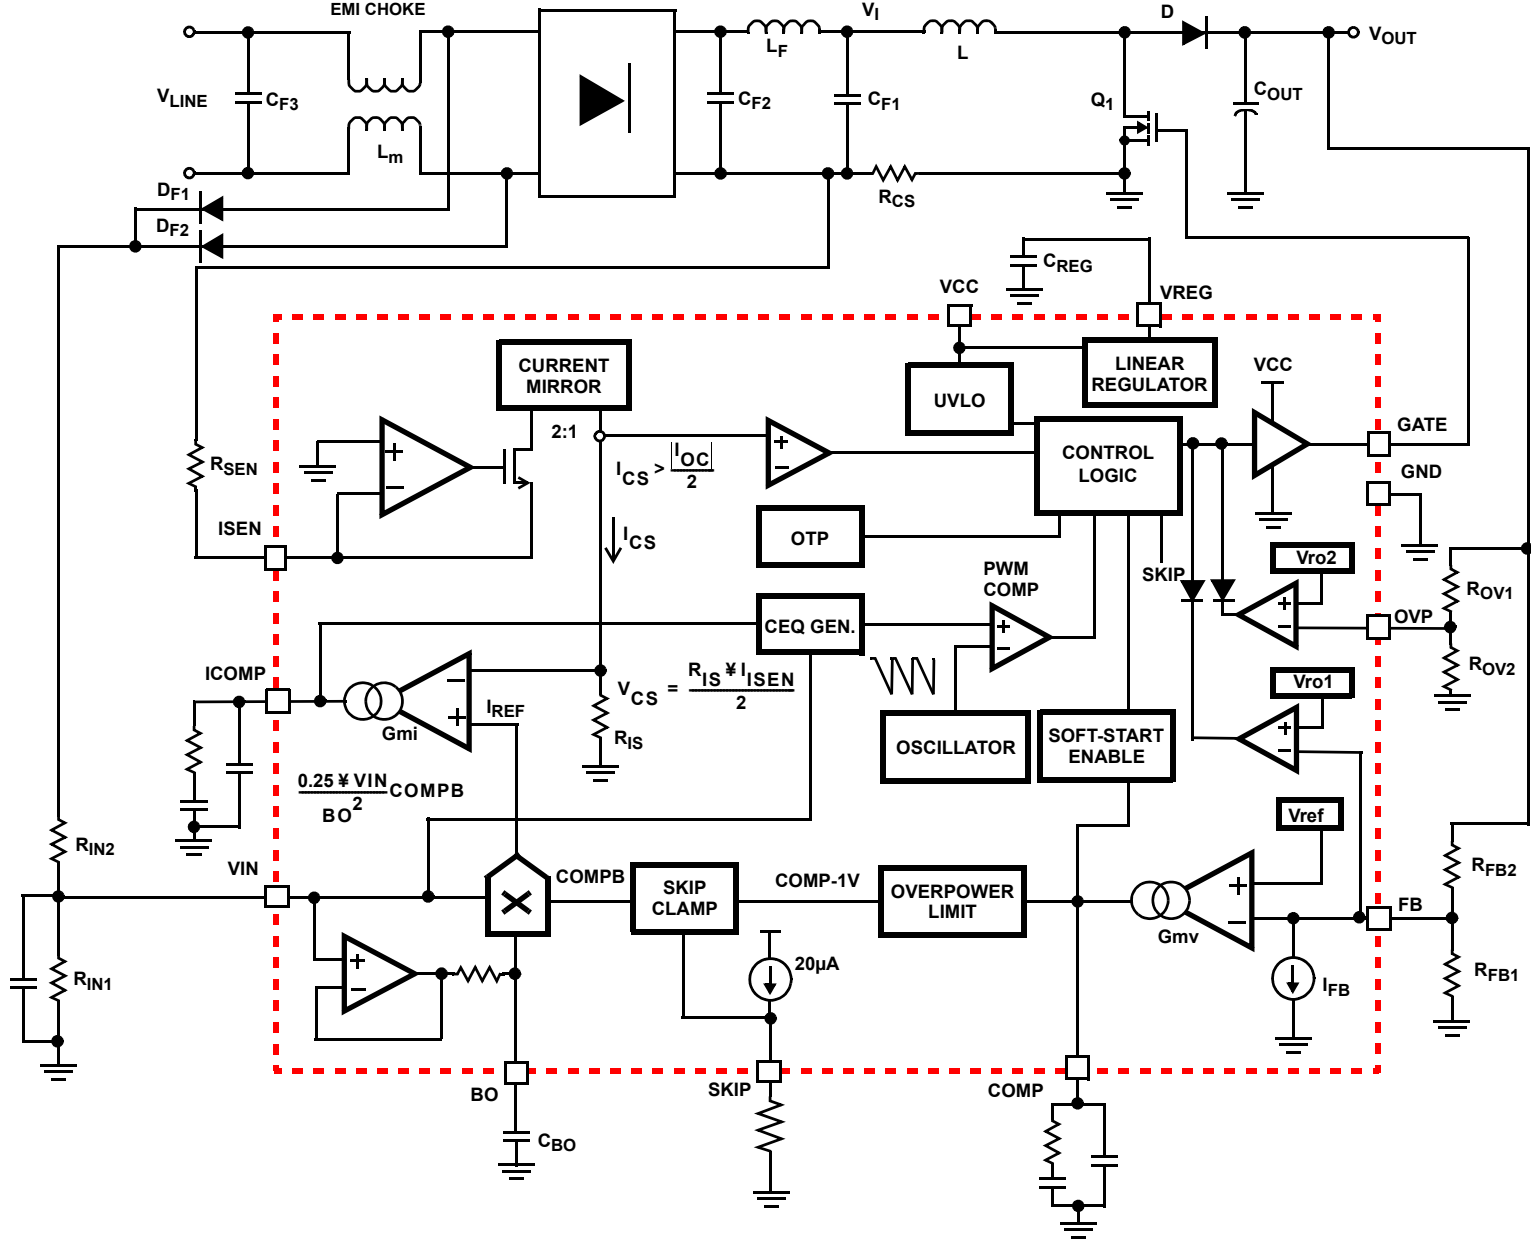 EMI CHOKE
VI
D
VOUT
LF
L
VLINE
CF3
CF2
CF1
Q1
COUT
Lm
RCS
DF1
DF2
CREG
VCC
VREG
CURRENT
MIRROR
LINEAR
REGULATOR
VCC
UVLO
2:1
GATE
CONTROL
LOGIC
RSEN
ICS > |IOC|
2
GND
ISEN
ICS
OTP
PWM
COMP
SKIP
Vro2
ROV1
CEQ GEN.
OVP
ICOMP
VCS = RIS ¥ IISEN
2
ROV2
Vro1
IREF
Gmi
RIS
OSCILLATOR
SOFT-START
ENABLE
0.25 ¥ VIN
COMPB
BO2
Vref
RIN2
VIN
COMPB
SKIP
CLAMP
COMP-1V
OVERPOWER
LIMIT
RFB2
FB
Gmv
20µA
RIN1
IFB
RFB1
BO
SKIP
COMP
CBO